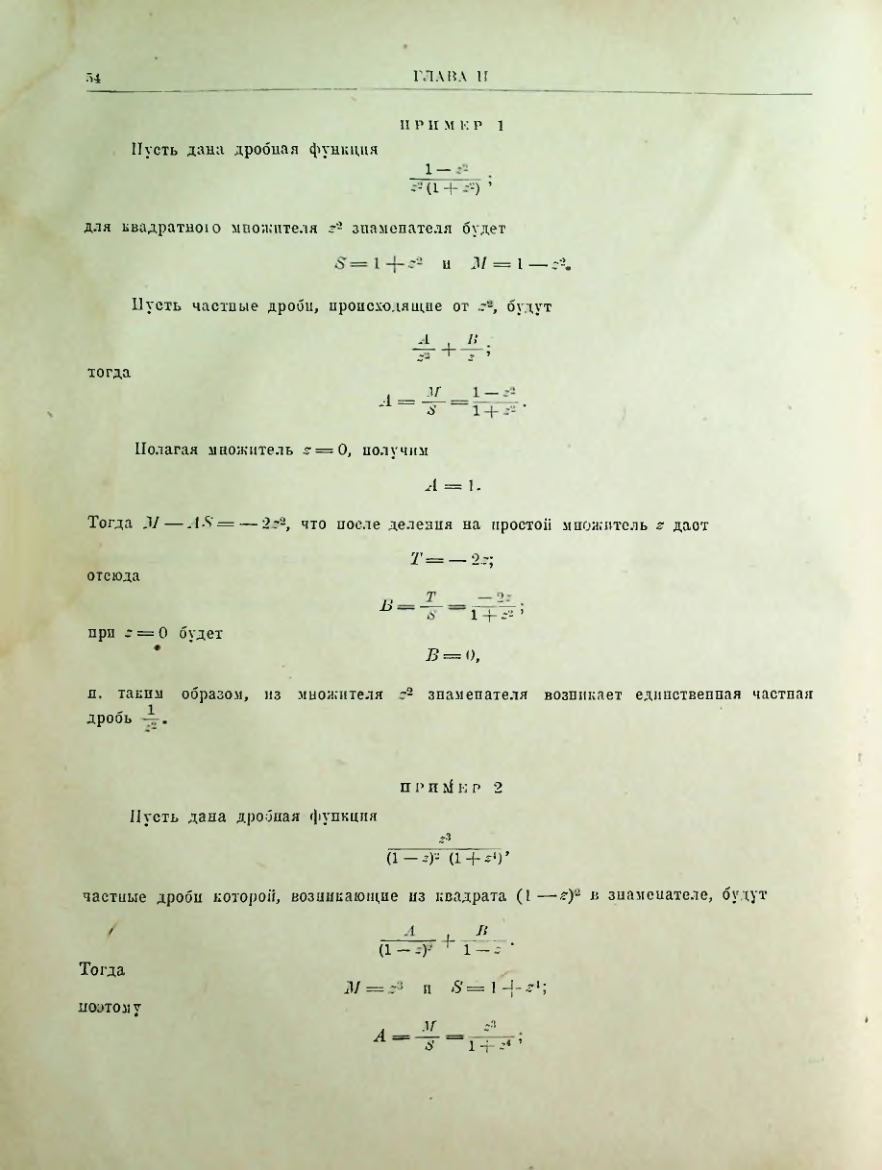 54 ГЛАВА II
ПРИМЕР 1
Пусть дана дробная функция
(1 — z²) / (z² (1 + z²)) ;
для квадратного множителя z² знаменателя будет
S = 1 + z² и M = 1 — z².
Пусть частные дроби, происходящие от z², будут
A / z² + B / z ;
тогда
A = M / S = (1 — z²) / (1 + z²) .
Полагая множитель z = 0, получим
A = 1.
Тогда M — AS = — 2z², что после деления на простой множитель z даст
T = — 2z;
отсюда
B = T / S = — 2z / (1 + z²) ;
при z = 0 будет
B = 0,
и, таким образом, из множителя z² знаменателя возникает единственная частная
дробь 1 / z² .
ПРИМЕР 2
Пусть дана дробная функция
z³ / ((1 — z)² (1 + z⁴)) ,
частные дроби которой, возникающие из квадрата (1 — z)² в знаменателе, будут
A / (1 — z)² + B / (1 — z) .
Тогда
M = z³ и S = 1 + z⁴;
поэтому
A = M / S = z³ / (1 + z⁴) ;